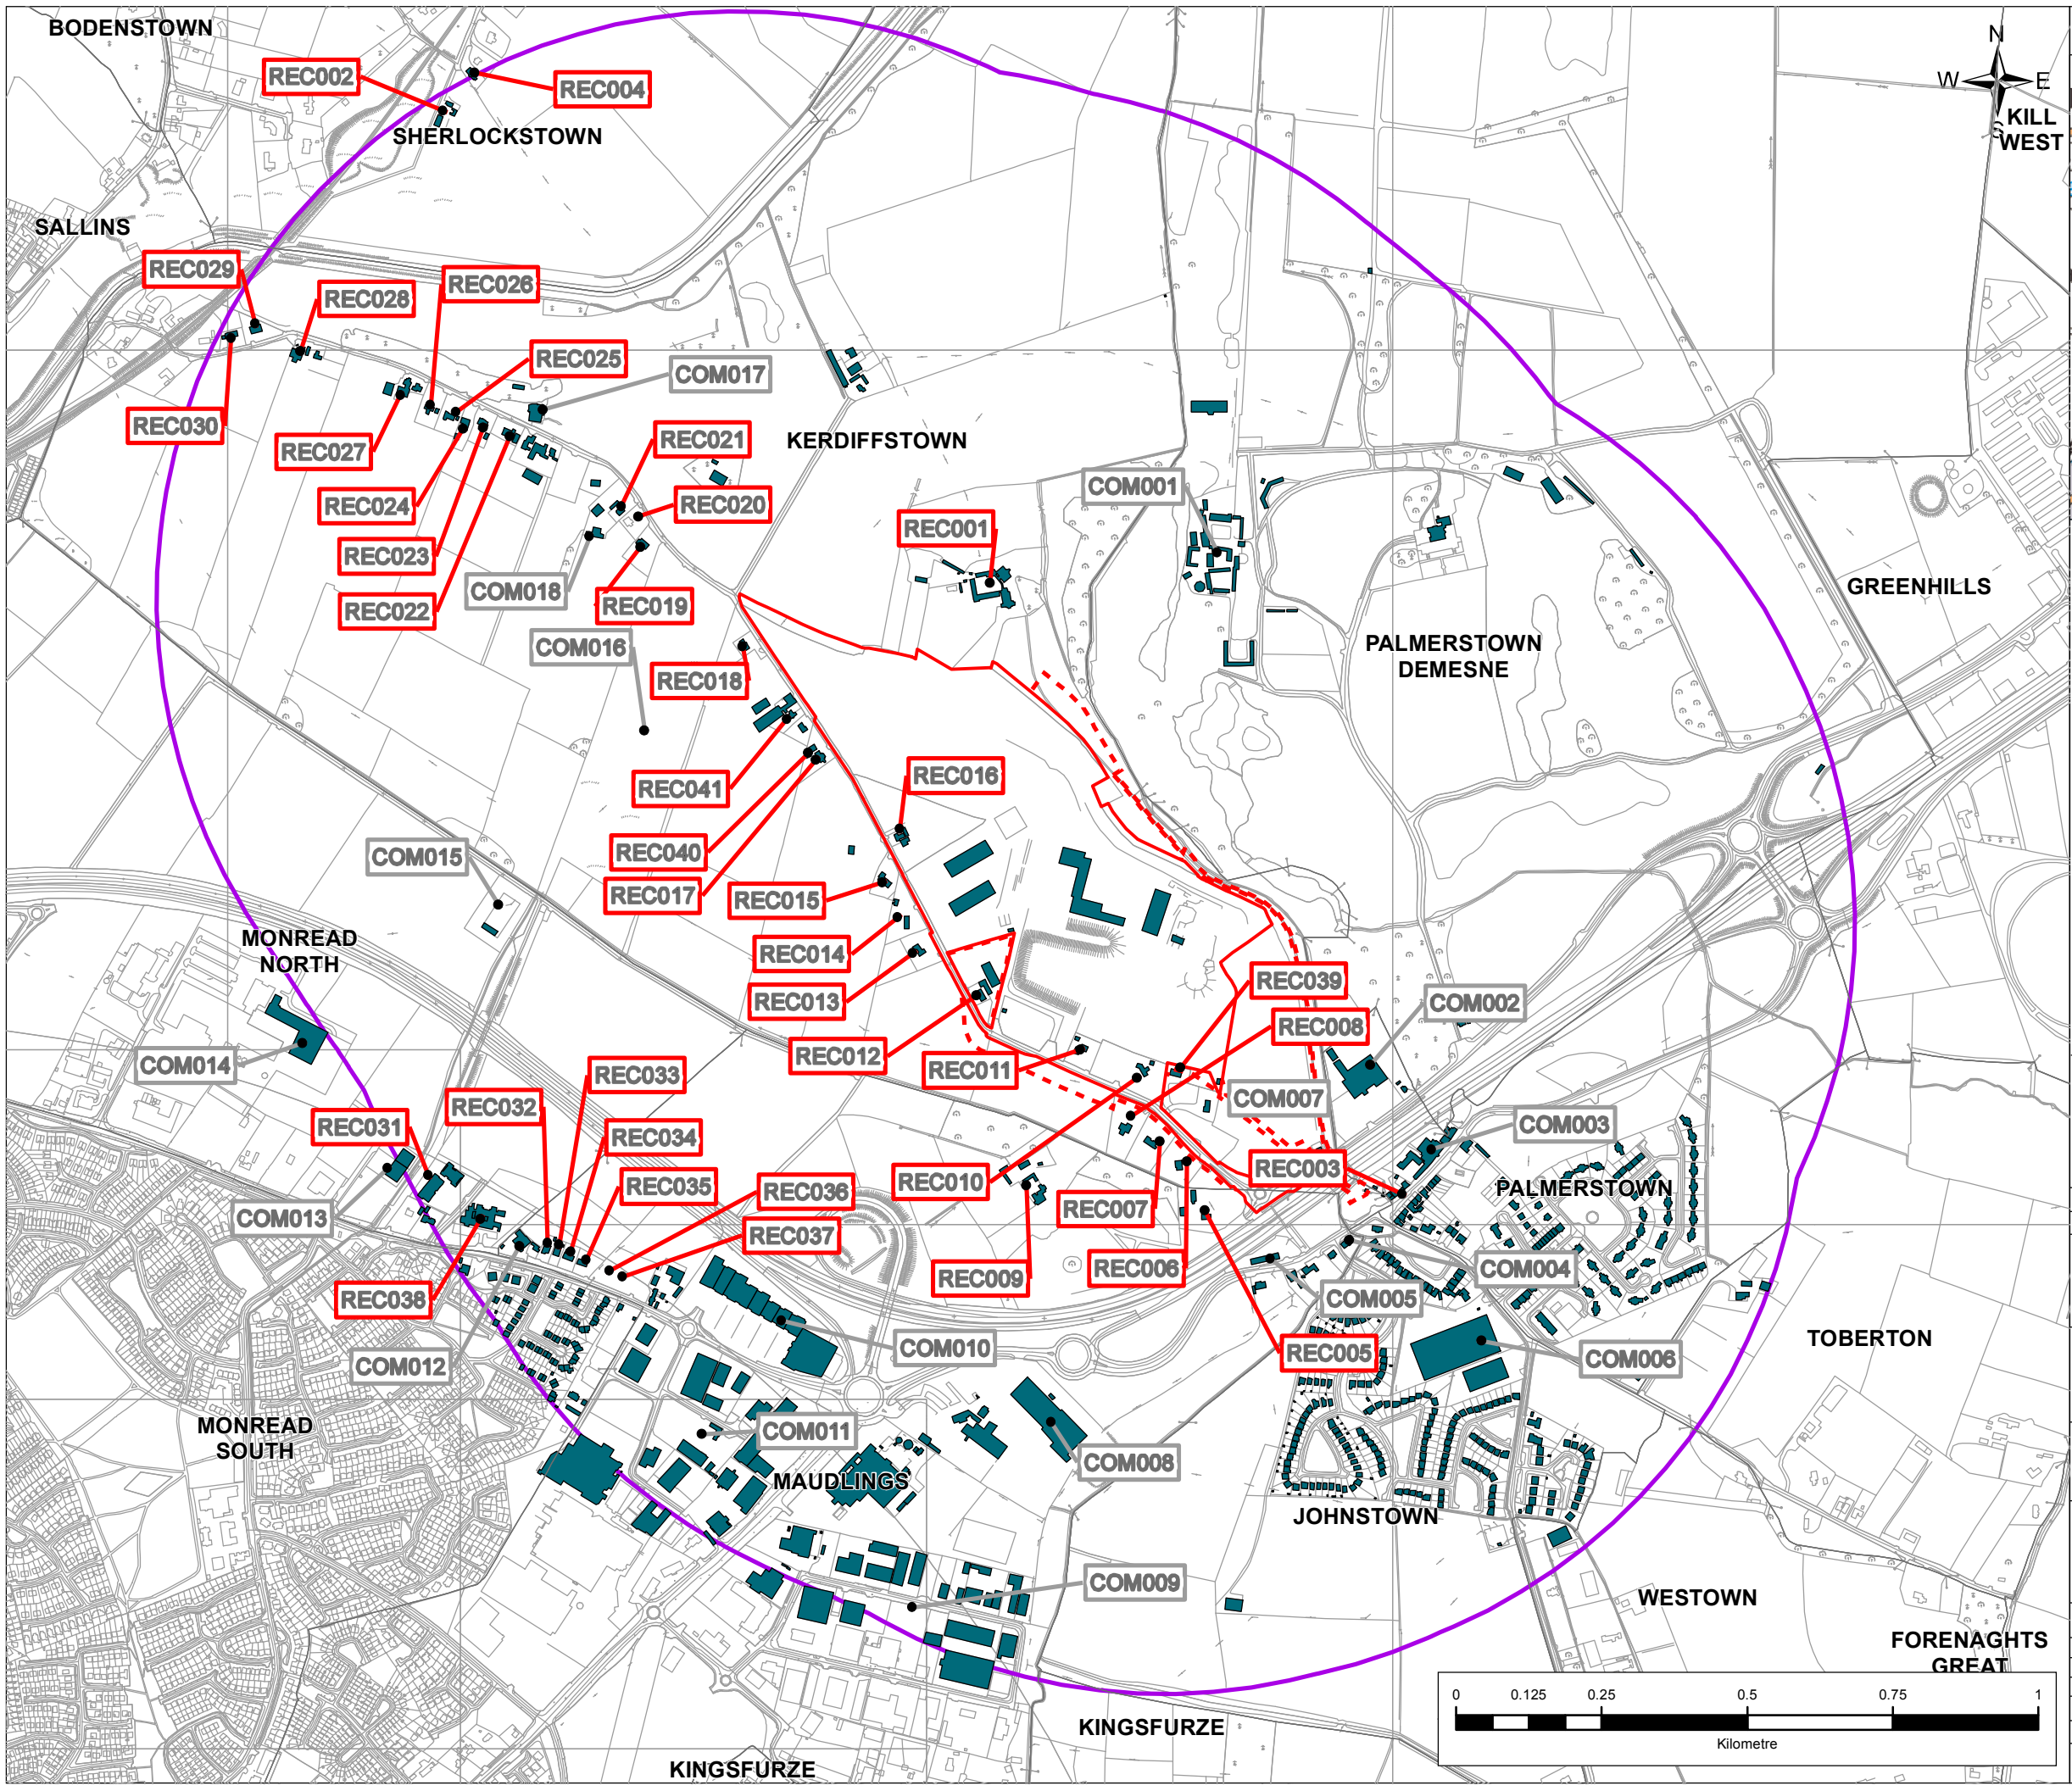 BODENSTOWN
N
W
E
S
KILL
WEST
REC002
REC004
SHERLOCKSTOWN
SALLINS
REC029
REC028
REC026
REC025
COM017
REC030
REC027
REC021
KERDIFFSTOWN
COM001
REC024
REC020
REC001
REC023
COM018
REC019
REC022
GREENHILLS
COM016
PALMERSTOWN
DEMESNE
REC018
REC041
REC016
REC040
COM015
REC017
REC015
MONREAD
NORTH
REC014
REC039
REC013
COM002
REC008
REC012
COM014
REC011
REC033
COM007
REC032
REC031
REC034
COM003
REC003
REC010
REC035
REC036
PALMERSTOWN
REC007
COM013
REC037
REC009
REC006
COM004
REC038
COM005
TOBERTON
COM010
REC005
COM006
COM012
MONREAD
SOUTH
COM011
COM008
MAUDLINGS
JOHNSTOWN
COM009
WESTOWN
FORENAGHTS
GREAT
0
0.125
0.25
0.5
0.75
1
Kilometre
KINGSFURZE
KINGSFURZE